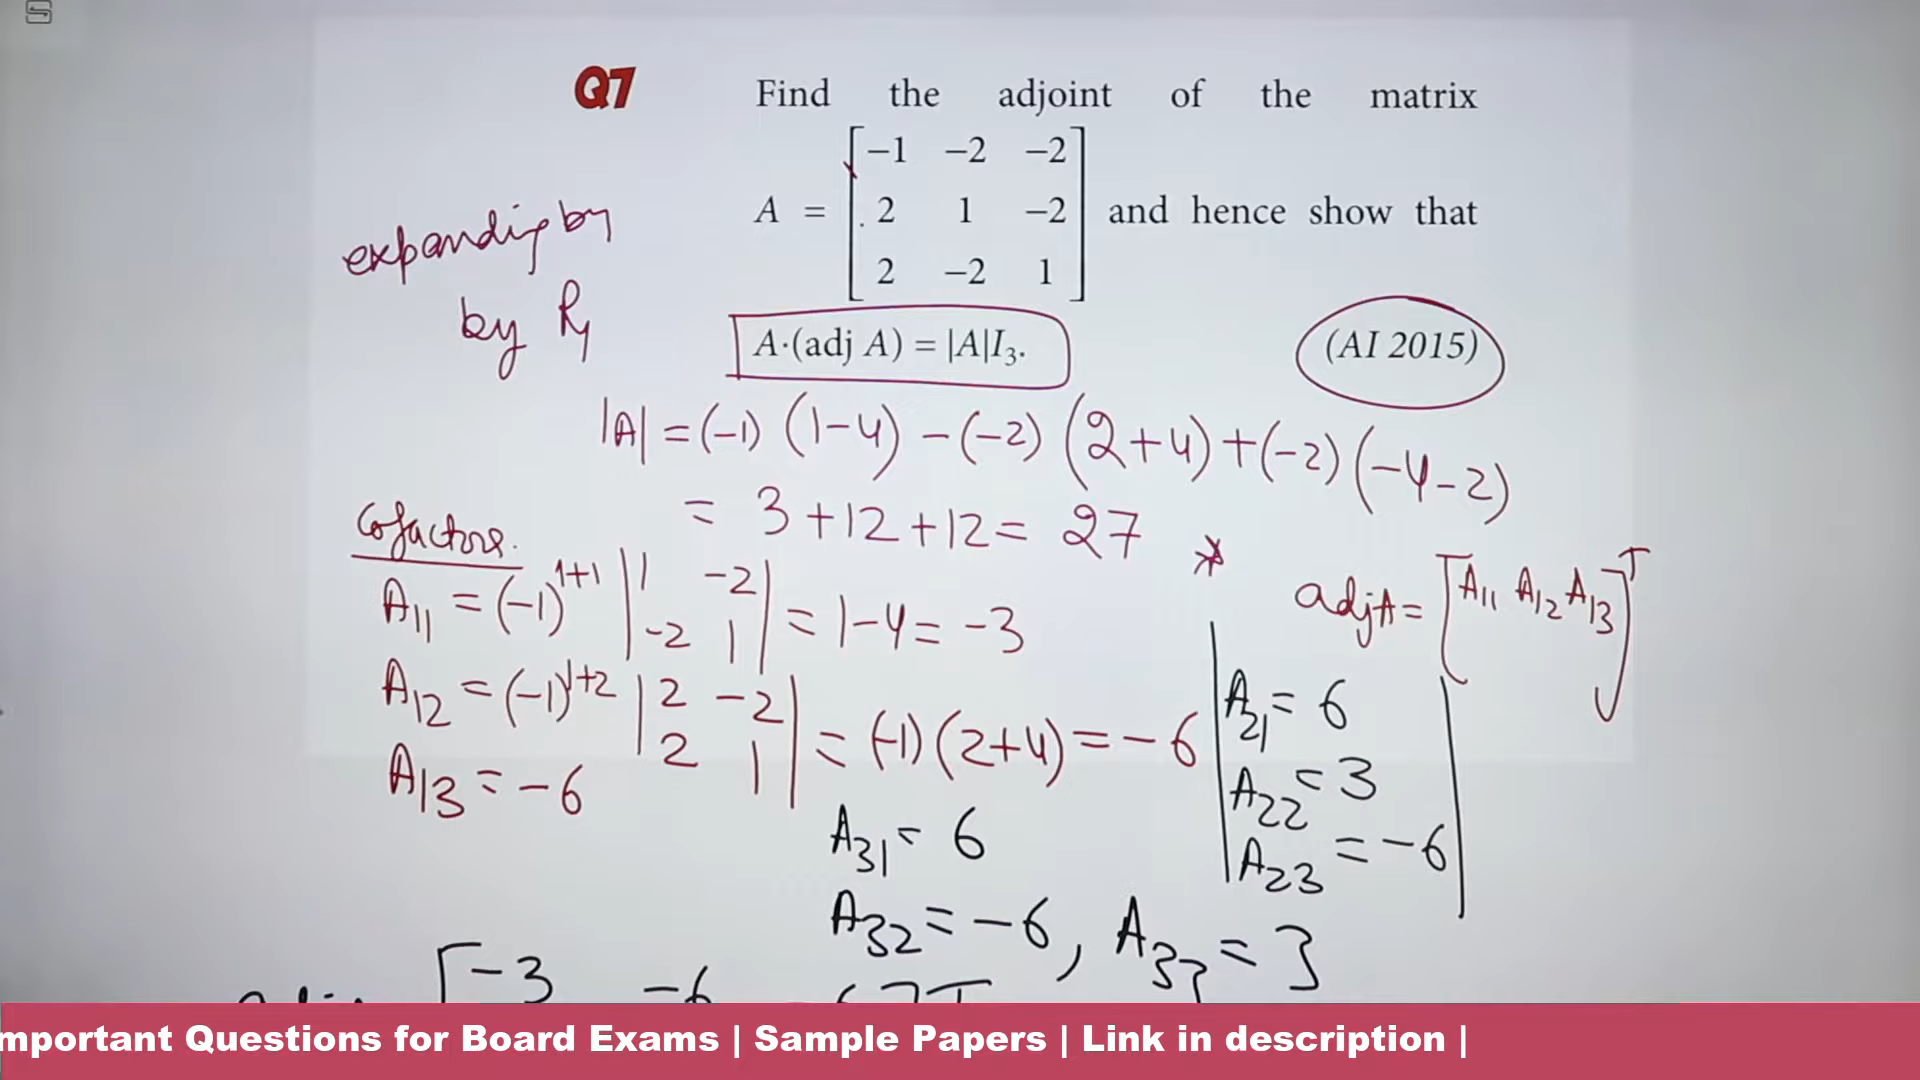 Q7 Find the adjoint of the matrix
A = [−1 −2 −2
2 1 −2
2 −2 1] and hence show that
A·(adj A) = |A|I₃. (AI 2015)
expanding by
by R₁
|A| = (−1) (1−4) − (−2) (2+4) + (−2) (−4−2)
= 3+12+12 = 27 *
Cofactors.
A₁₁ = (−1)¹⁺¹ |1 −2
−2 1| = 1−4 = −3
A₁₂ = (−1)¹⁺² |2 −2
2 1| = (−1) (2+4) = −6
A₁₃ = −6
adjA = [A₁₁ A₁₂ A₁₃]ᵀ
A₂₁ = 6
A₂₂ = 3
A₂₃ = −6
A₃₁ = 6
A₃₂ = −6, A₃₃ = 3
[−3 −6
mportant Questions for Board Exams | Sample Papers | Link in description |